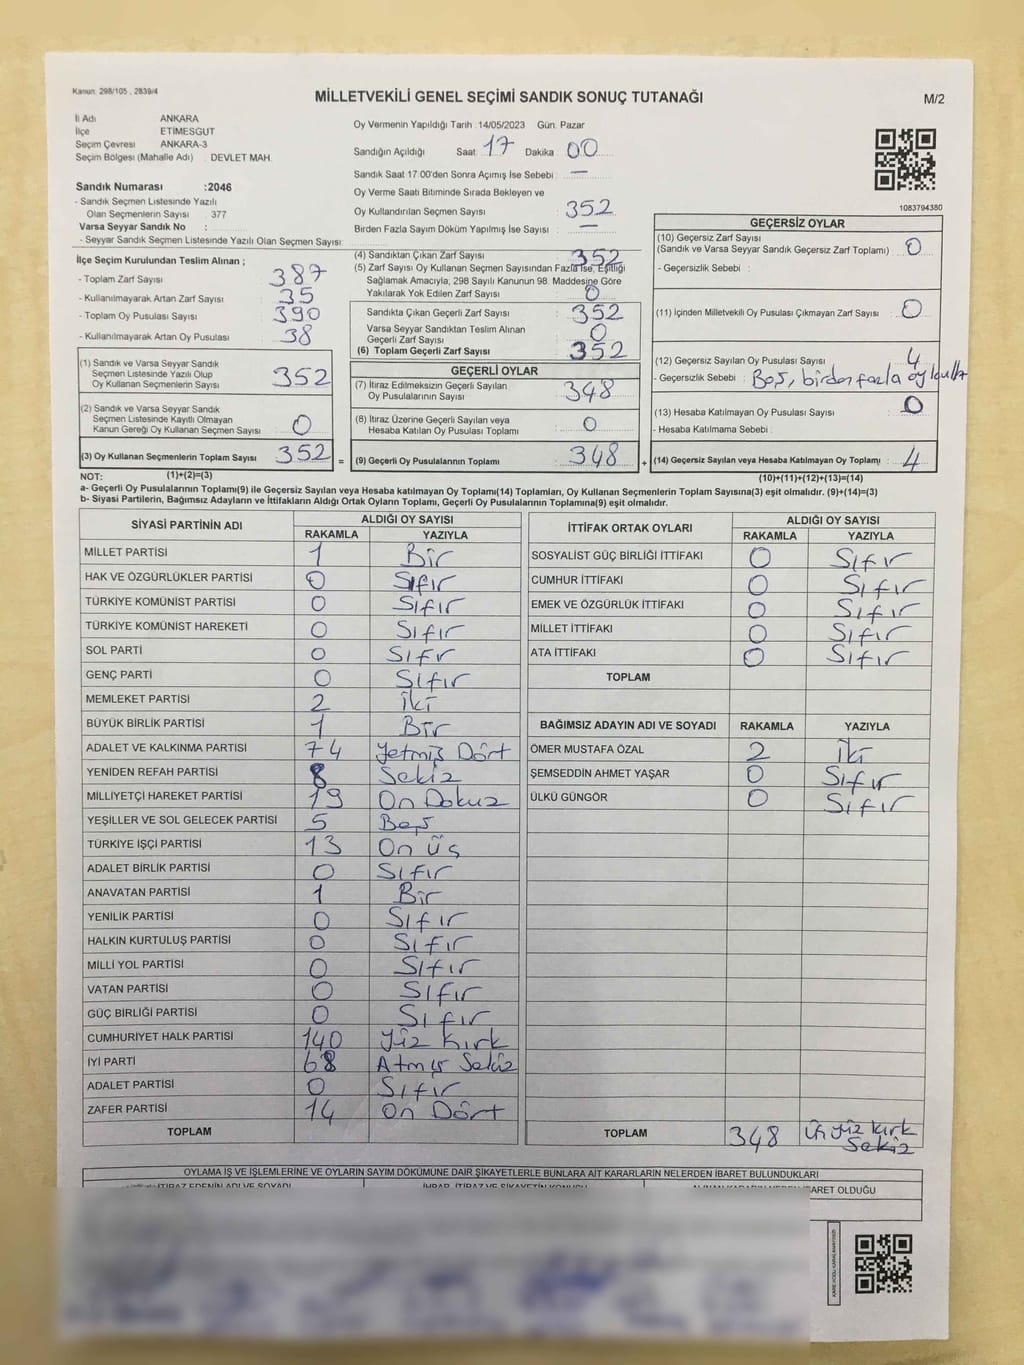 Kanun: 298/105 , 2839/4
MİLLETVEKİLİ GENEL SEÇİMİ SANDIK SONUÇ TUTANAĞI
M/2
İl Adı ANKARA
İlçe ETİMESGUT
Seçim Çevresi ANKARA-3
Seçim Bölgesi (Mahalle Adı) : DEVLET MAH.
Oy Vermenin Yapıldığı Tarih :14/05/2023 Gün: Pazar
Sandığın Açıldığı Saat: 17 Dakika 00
Sandık Saat 17:00'den Sonra Açımış İse Sebebi : —
Oy Verme Saati Bitiminde Sırada Bekleyen ve
Oy Kullandırılan Seçmen Sayısı 352
Birden Fazla Sayım Döküm Yapılmış İse Sayısı : —
1083794380
Sandık Numarası :2046
- Sandık Seçmen Listesinde Yazılı
Olan Seçmenlerin Sayısı : 377
Varsa Seyyar Sandık No :
- Seyyar Sandık Seçmen Listesinde Yazılı Olan Seçmen Sayısı:
İlçe Seçim Kurulundan Teslim Alınan ;
- Toplam Zarf Sayısı : 387
- Kullanılmayarak Artan Zarf Sayısı : 35
- Toplam Oy Pusulası Sayısı : 390
- Kullanılmayarak Artan Oy Pusulası : 38
(1) Sandık ve Varsa Seyyar Sandık
Seçmen Listesinde Yazılı Olup
Oy Kullanan Seçmenlerin Sayısı : 352
(2) Sandık ve Varsa Seyyar Sandık
Seçmen Listesinde Kayıtlı Olmayan
Kanun Gereği Oy Kullanan Seçmen Sayısı : 0
(3) Oy Kullanan Seçmenlerin Toplam Sayısı : 352
(1)+(2)=(3)
(4) Sandıktan Çıkan Zarf Sayısı : 352
(5) Zarf Sayısı Oy Kullanan Seçmen Sayısından Fazla İse, Eşitliği
Sağlamak Amacıyla, 298 Sayılı Kanunun 98. Maddesine Göre
Yakılarak Yok Edilen Zarf Sayısı : 0
Sandıkta Çıkan Geçerli Zarf Sayısı : 352
Varsa Seyyar Sandıktan Teslim Alınan
Geçerli Zarf Sayısı : 0
(6) Toplam Geçerli Zarf Sayısı : 352
GEÇERLİ OYLAR
(7) İtiraz Edilmeksizin Geçerli Sayılan
Oy Pusulalarının Sayısı : 348
(8) İtiraz Üzerine Geçerli Sayılan veya
Hesaba Katılan Oy Pusulası Toplamı : 0
= (9) Geçerli Oy Pusulalarının Toplamı : 348
GEÇERSİZ OYLAR
(10) Geçersiz Zarf Sayısı
(Sandık ve Varsa Seyyar Sandık Geçersiz Zarf Toplamı) : 0
- Geçersizlik Sebebi :
(11) İçinden Milletvekili Oy Pusulası Çıkmayan Zarf Sayısı : 0
(12) Geçersiz Sayılan Oy Pusulası Sayısı : 4
- Geçersizlik Sebebi : Boş, birden fazla oy
(13) Hesaba Katılmayan Oy Pusulası Sayısı : 0
- Hesaba Katılmama Sebebi :
+ (14) Geçersiz Sayılan veya Hesaba Katılmayan Oy Toplamı : 4
(10)+(11)+(12)+(13)=(14)
NOT:
a- Geçerli Oy Pusulalarının Toplamı(9) ile Geçersiz Sayılan veya Hesaba katılmayan Oy Toplamı(14) Toplamları, Oy Kullanan Seçmenlerin Toplam Sayısına(3) eşit olmalıdır. (9)+(14)=(3)
b- Siyasi Partilerin, Bağımsız Adayların ve İttifakların Aldığı Ortak Oyların Toplamı, Geçerli Oy Pusulalarının Toplamına(9) eşit olmalıdır.
SİYASİ PARTİNİN ADI ALDIĞI OY SAYISI
RAKAMLA YAZIYLA
MİLLET PARTİSİ 1 Bir
HAK VE ÖZGÜRLÜKLER PARTİSİ 0 Sıfır
TÜRKİYE KOMÜNİST PARTİSİ 0 Sıfır
TÜRKİYE KOMÜNİST HAREKETİ 0 Sıfır
SOL PARTİ 0 Sıfır
GENÇ PARTİ 0 Sıfır
MEMLEKET PARTİSİ 2 İki
BÜYÜK BİRLİK PARTİSİ 1 Bir
ADALET VE KALKINMA PARTİSİ 74 Yetmiş Dört
YENİDEN REFAH PARTİSİ 8 Sekiz
MİLLİYETÇİ HAREKET PARTİSİ 19 On Dokuz
YEŞİLLER VE SOL GELECEK PARTİSİ 5 Beş
TÜRKİYE İŞÇİ PARTİSİ 13 On üç
ADALET BİRLİK PARTİSİ 0 Sıfır
ANAVATAN PARTİSİ 1 Bir
YENİLİK PARTİSİ 0 Sıfır
HALKIN KURTULUŞ PARTİSİ 0 Sıfır
MİLLİ YOL PARTİSİ 0 Sıfır
VATAN PARTİSİ 0 Sıfır
GÜÇ BİRLİĞİ PARTİSİ 0 Sıfır
CUMHURİYET HALK PARTİSİ 140 Yüz Kırk
İYİ PARTİ 68 Atmış Sekiz
ADALET PARTİSİ 0 Sıfır
ZAFER PARTİSİ 14 On Dört
TOPLAM
İTTİFAK ORTAK OYLARI ALDIĞI OY SAYISI
RAKAMLA YAZIYLA
SOSYALİST GÜÇ BİRLİĞİ İTTİFAKI 0 Sıfır
CUMHUR İTTİFAKI 0 Sıfır
EMEK VE ÖZGÜRLÜK İTTİFAKI 0 Sıfır
MİLLET İTTİFAKI 0 Sıfır
ATA İTTİFAKI 0 Sıfır
TOPLAM
BAĞIMSIZ ADAYIN ADI VE SOYADI RAKAMLA YAZIYLA
ÖMER MUSTAFA ÖZAL 2 İki
ŞEMSEDDİN AHMET YAŞAR 0 Sıfır
ÜLKÜ GÜNGÖR 0 Sıfır
TOPLAM 348 Üç Yüz Kırk
Sekiz
OYLAMA İŞ VE İŞLEMLERİNE VE OYLARIN SAYIM DÖKÜMÜNE DAİR ŞİKAYETLERLE BUNLARA AİT KARARLARIN NELERDEN İBARET BULUNDUKLARI
İTİRAZ EDENİN ADI VE SOYADI İHBAR, İTİRAZ VE ŞİKAYETİN KONUSU İBARET OLDUĞU